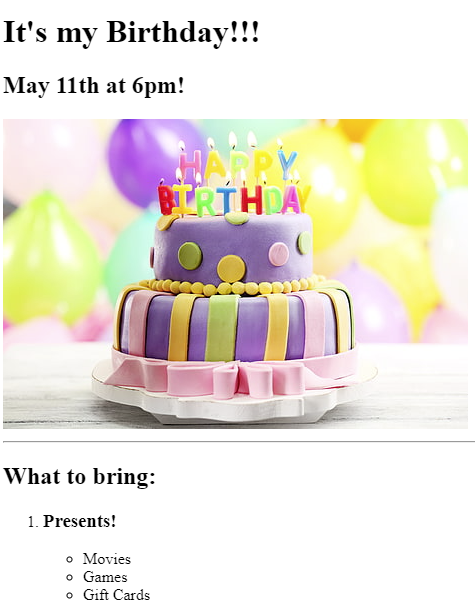 It's my Birthday!!!
May 11th at 6pm!
HAPPY
BIRTHDAY
What to bring:
1. Presents!
Movies
Games
Gift Cards